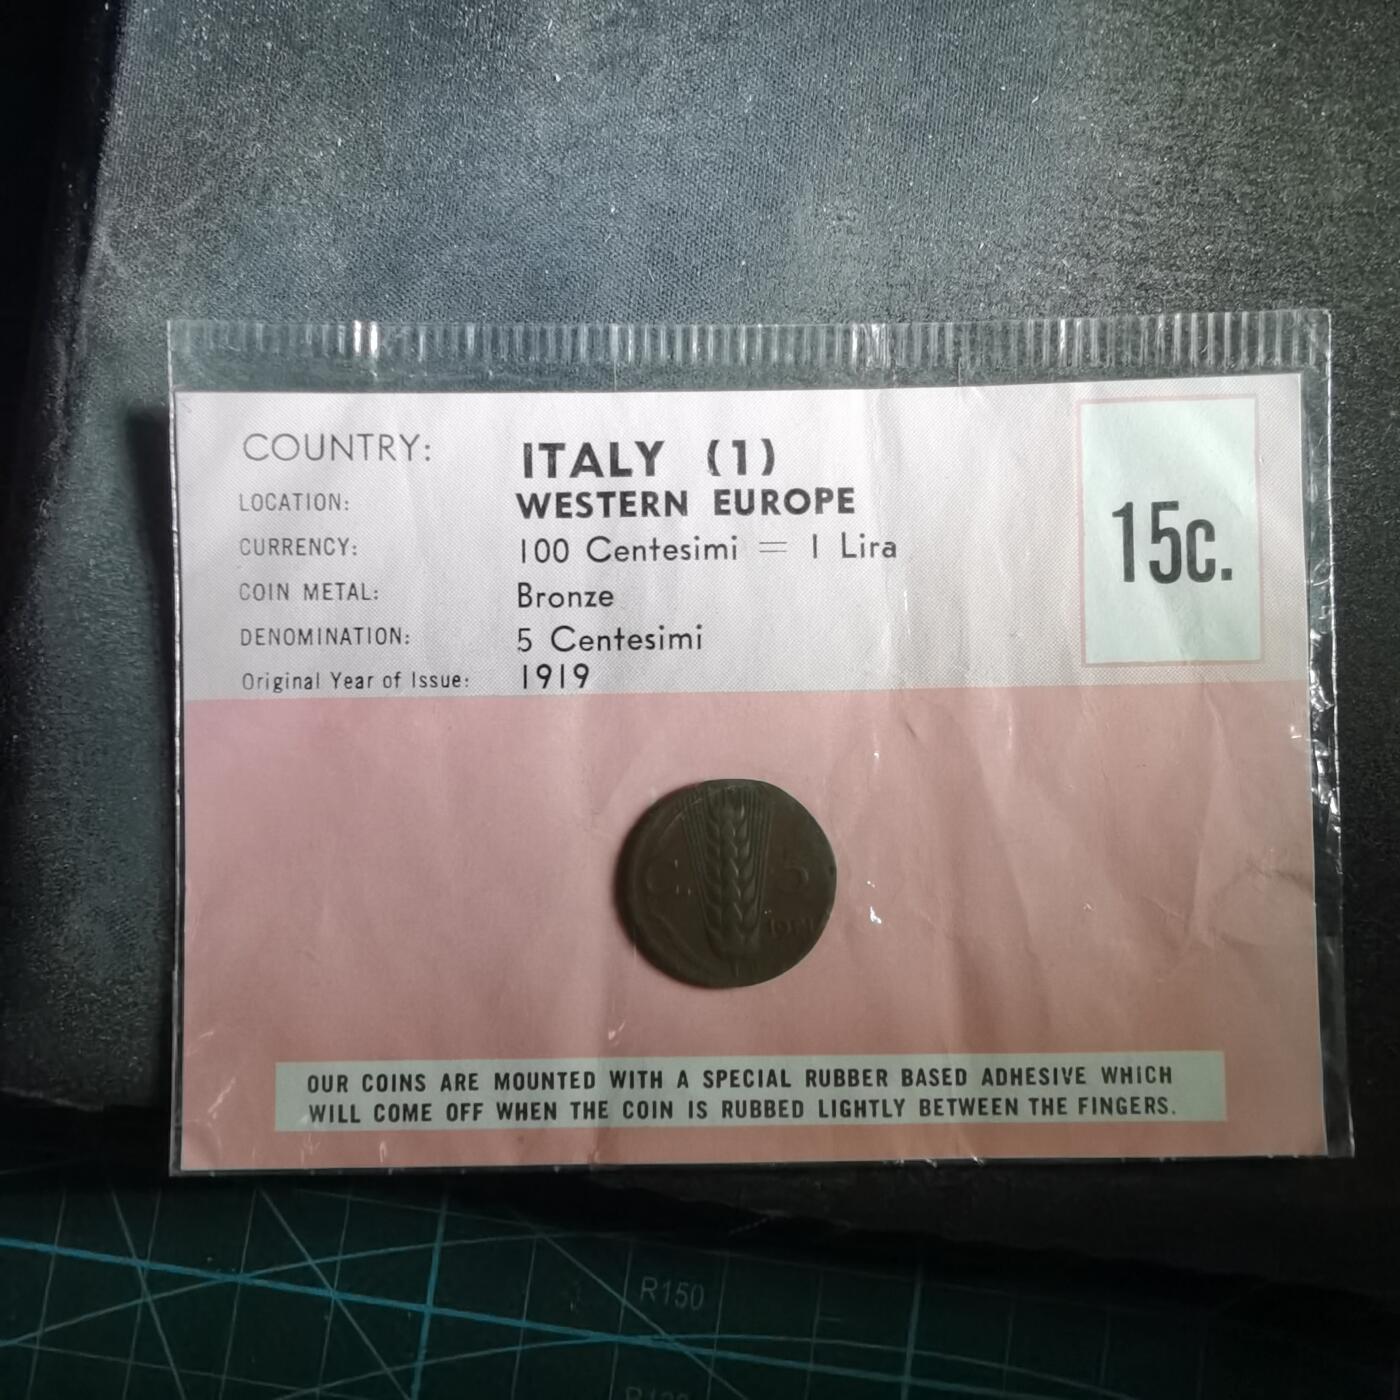 COUNTRY: ITALY (1)
LOCATION: WESTERN EUROPE
CURRENCY: 100 Centesimi = 1 Lira
COIN METAL: Bronze
DENOMINATION: 5 Centesimi
Original Year of Issue: 1919
15c.
5
OUR COINS ARE MOUNTED WITH A SPECIAL RUBBER BASED ADHESIVE WHICH
WILL COME OFF WHEN THE COIN IS RUBBED LIGHTLY BETWEEN THE FINGERS.
R150